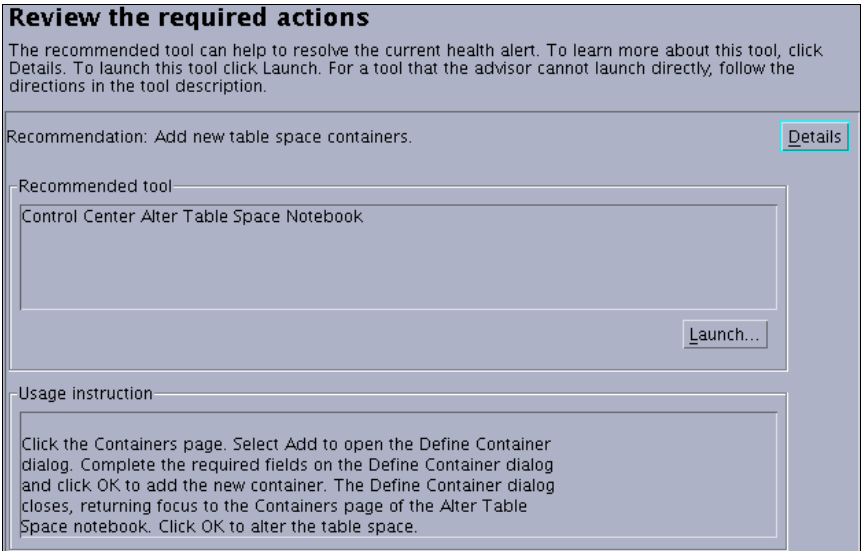 Review the required actions
The recommended tool can help to resolve the current health alert. To learn more about this tool, click
Details. To launch this tool click Launch. For a tool that the advisor cannot launch directly, follow the
directions in the tool description.
Recommendation: Add new table space containers.
Details
Recommended tool
Control Center Alter Table Space Notebook
Launch...
Usage instruction
Click the Containers page. Select Add to open the Define Container
dialog. Complete the required fields on the Define Container dialog
and click OK to add the new container. The Define Container dialog
closes, returning focus to the Containers page of the Alter Table
Space notebook. Click OK to alter the table space.